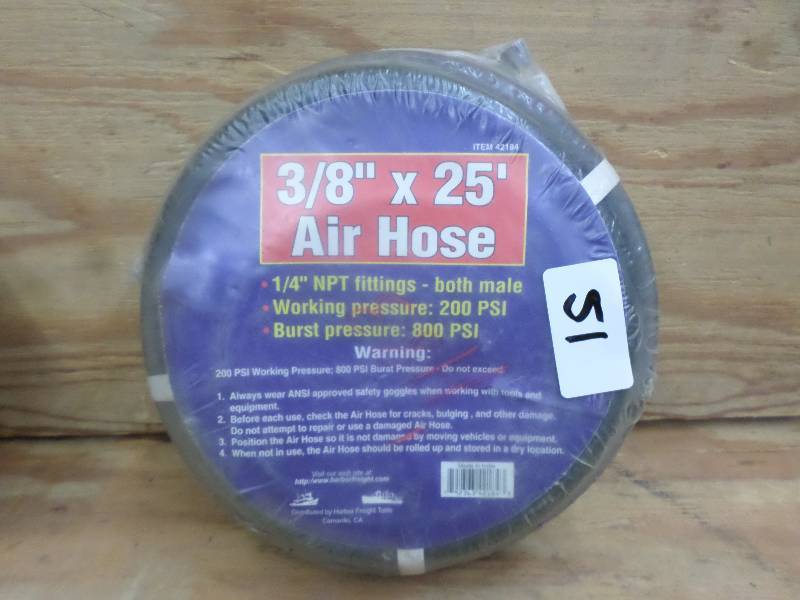 ITEM 42184
3/8" x 25'
Air Hose
• 1/4" NPT fittings - both male
• Working pressure: 200 PSI
• Burst pressure: 800 PSI
51
Warning:
200 PSI Working Pressure; 800 PSI Burst Pressure - Do not exceed
1. Always wear ANSI approved safety goggles when working with tools and
equipment.
2. Before each use, check the Air Hose for cracks, bulging , and other damage.
Do not attempt to repair or use a damaged Air Hose.
3. Position the Air Hose so it is not damaged by moving vehicles or equipment.
4. When not in use, the Air Hose should be rolled up and stored in a dry location.
Visit our web site at:
http://www.harborfreight.com
Made in India
Distributed by Harbor Freight Tools
Camarillo, CA